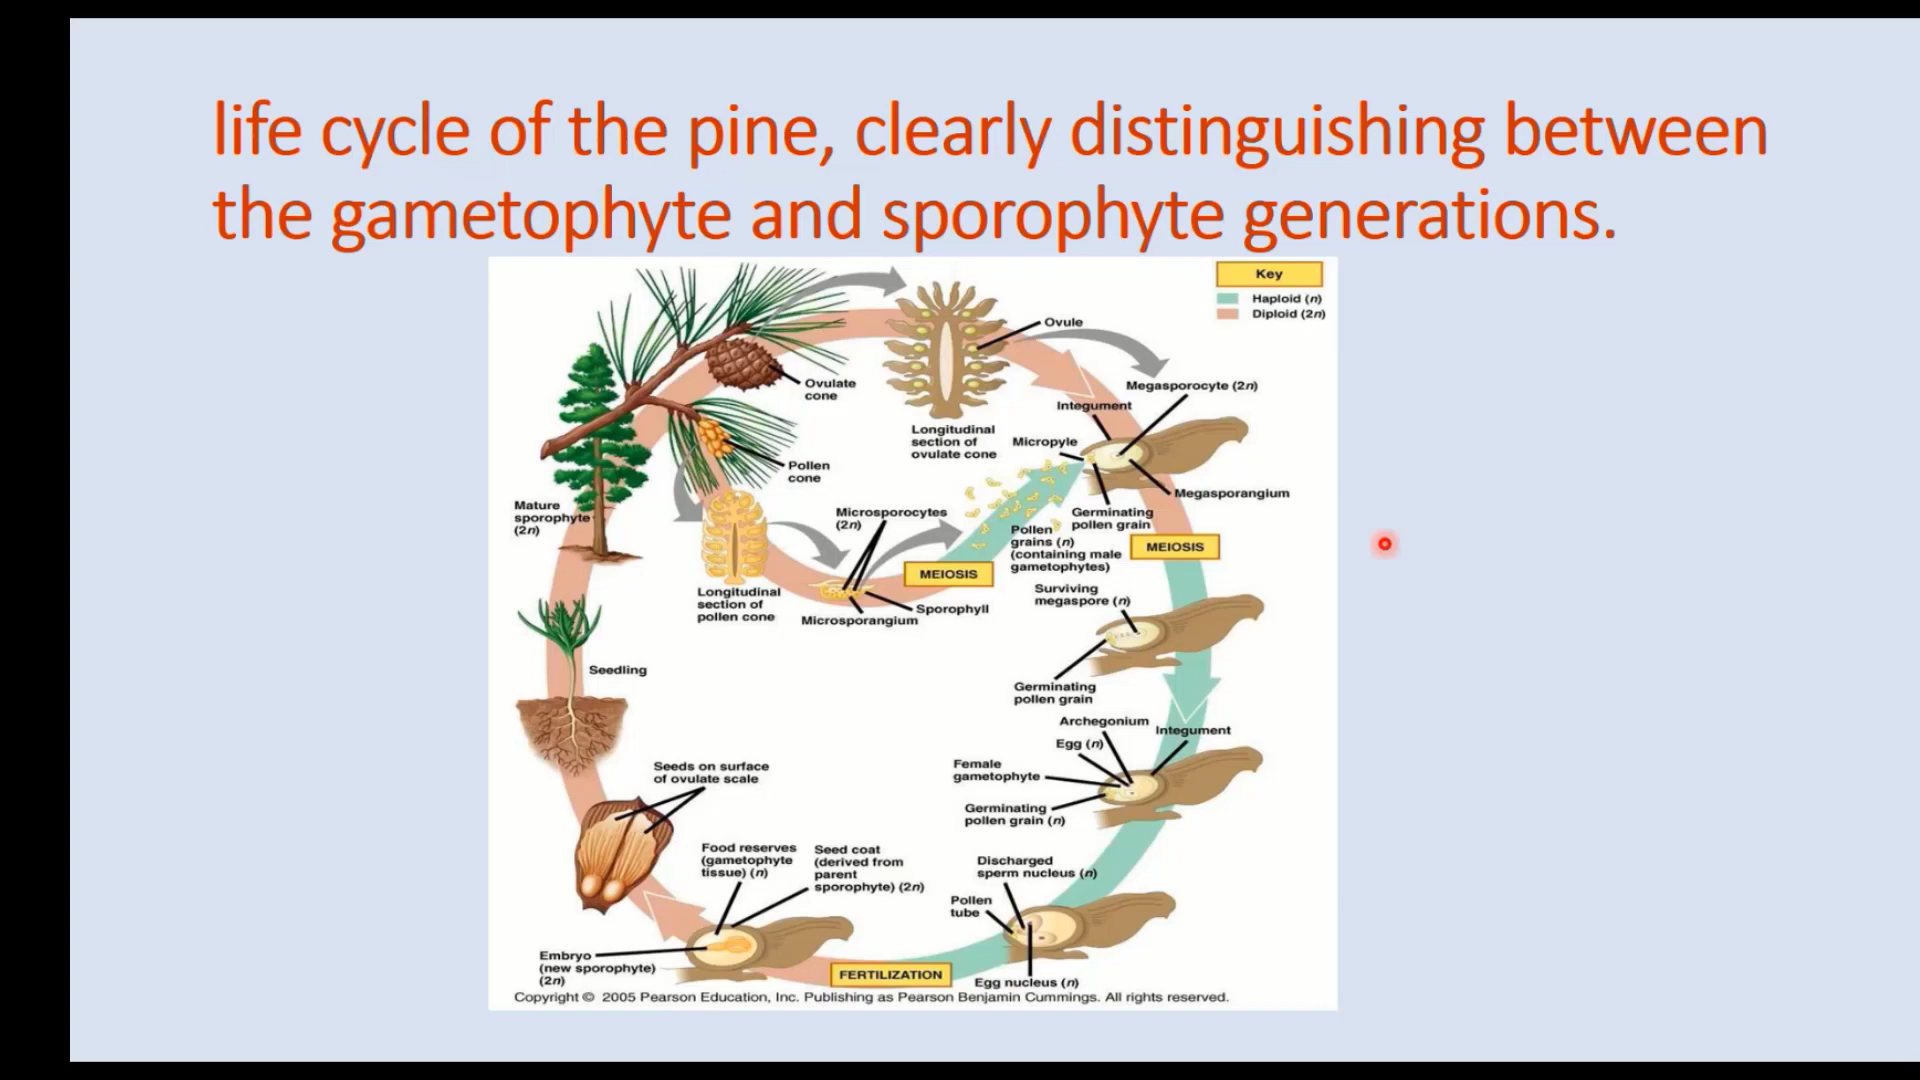 life cycle of the pine, clearly distinguishing between
the gametophyte and sporophyte generations.
Key
Haploid (n)
Diploid (2n)
Ovule
Ovulate
cone
Longitudinal
section of
ovulate cone
Megasporocyte (2n)
Integument
Micropyle
Megasporangium
Germinating
pollen grain
Pollen
cone
Mature
sporophyte
(2n)
Microsporocytes
(2n)
Pollen
grains (n)
(containing male
gametophytes)
MEIOSIS
MEIOSIS
Longitudinal
section of
pollen cone
Sporophyll
Microsporangium
Surviving
megaspore (n)
Germinating
pollen grain
Seedling
Archegonium
Integument
Egg (n)
Female
gametophyte
Germinating
pollen grain (n)
Seeds on surface
of ovulate scale
Food reserves
(gametophyte
tissue) (n)
Seed coat
(derived from
parent
sporophyte) (2n)
Discharged
sperm nucleus (n)
Pollen
tube
Embryo
(new sporophyte)
(2n)
FERTILIZATION
Egg nucleus (n)
Copyright © 2005 Pearson Education, Inc. Publishing as Pearson Benjamin Cummings. All rights reserved.